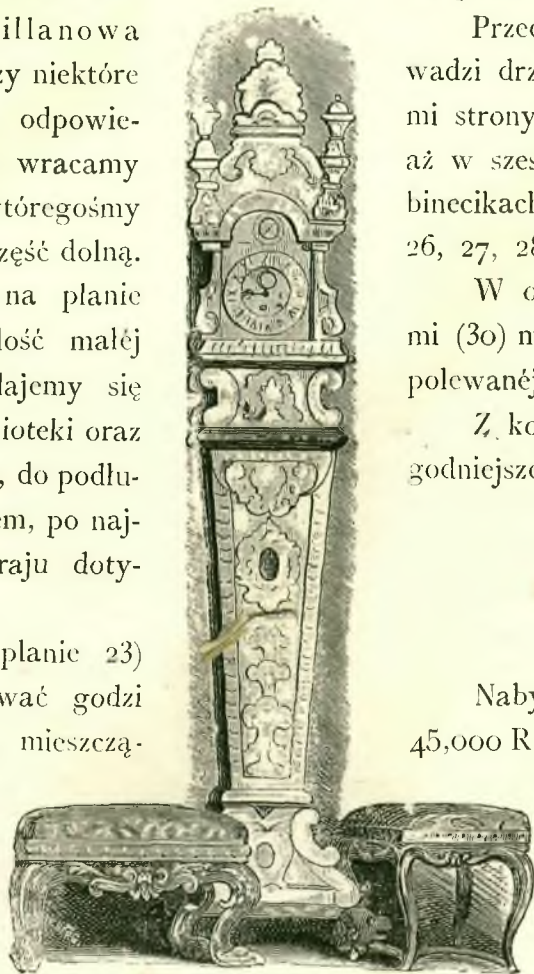 illanowa
zy niektóre
odpowie-
wracamy
tóregośmy
zęść dolną.
na planie
lość małéj
dajemy się
ioteki oraz
, do podłu-
em, po naj-
raju doty-
planie 23)
wać godzi
mieszczą-
Przec
wadzi drz
mi strony
aż w szes
binecikach
26, 27, 28
W o
mi (30) n
polewanéj
Z ko
godniejszc
Naby
45,000 R